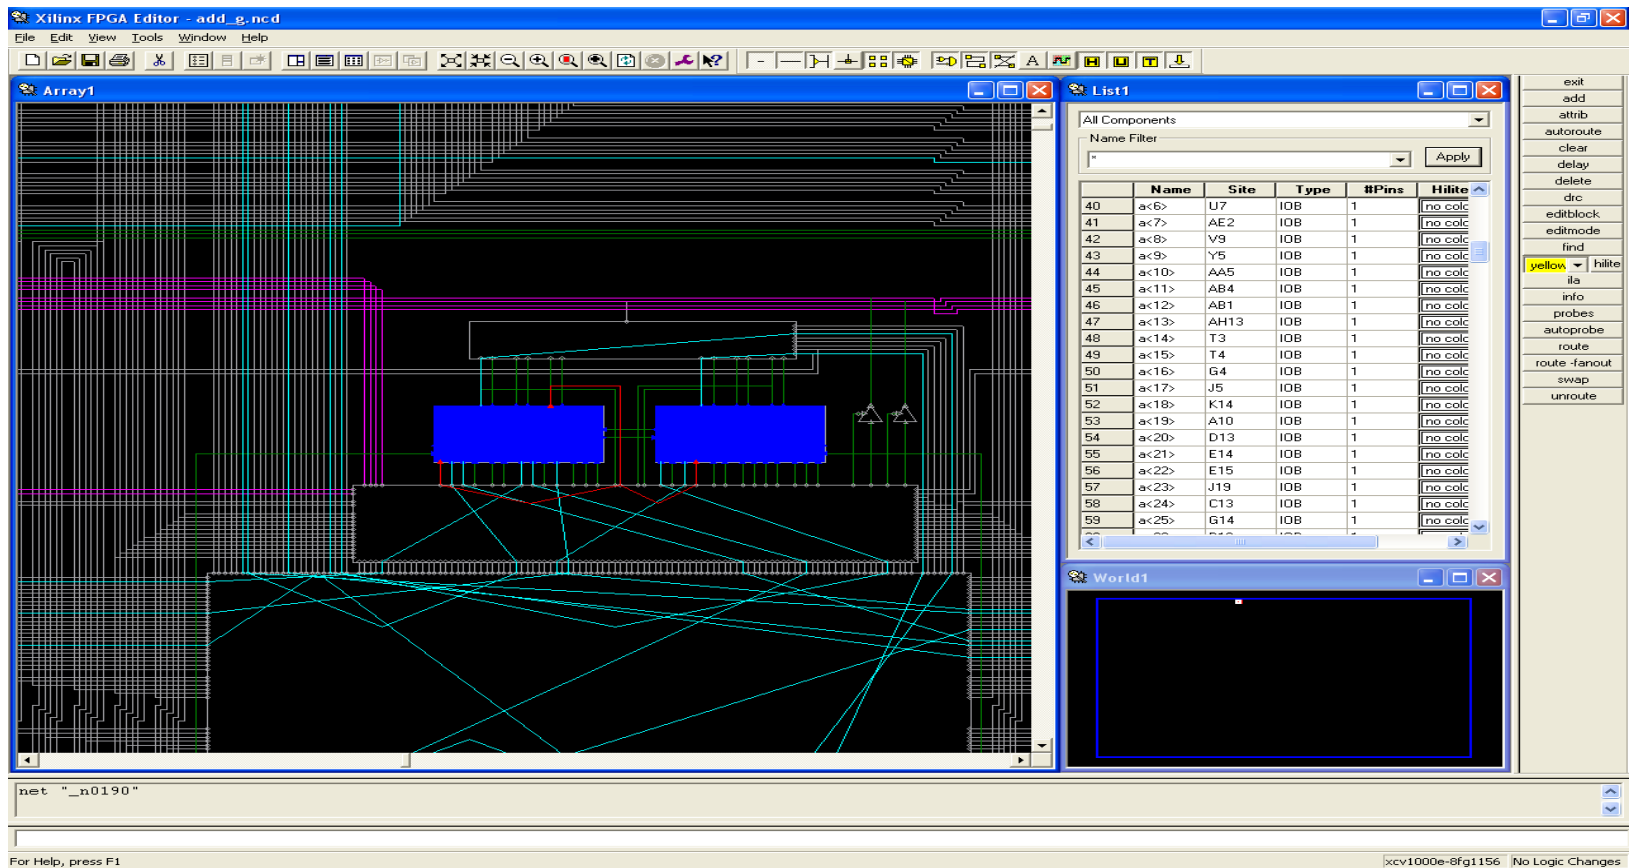 Xilinx FPGA Editor - add_g.ncd
File Edit View Tools Window Help
A
Array1
List1
All Components
Name Filter
*
Apply
Name Site Type #Pins Hilite
40 a<6> U7 IOB 1 no colo
41 a<7> AE2 IOB 1 no colo
42 a<8> V9 IOB 1 no colo
43 a<9> Y5 IOB 1 no colo
44 a<10> AA5 IOB 1 no colo
45 a<11> AB4 IOB 1 no colo
46 a<12> AB1 IOB 1 no colo
47 a<13> AH13 IOB 1 no colo
48 a<14> T3 IOB 1 no colo
49 a<15> T4 IOB 1 no colo
50 a<16> G4 IOB 1 no colo
51 a<17> J5 IOB 1 no colo
52 a<18> K14 IOB 1 no colo
53 a<19> A10 IOB 1 no colo
54 a<20> D13 IOB 1 no colo
55 a<21> E14 IOB 1 no colo
56 a<22> E15 IOB 1 no colo
57 a<23> J19 IOB 1 no colo
58 a<24> C13 IOB 1 no colo
59 a<25> G14 IOB 1 no colo
World1
exit
add
attrib
autoroute
clear
delay
delete
drc
editblock
editmode
find
yellow hilite
ila
info
probes
autoprobe
route
route -fanout
swap
unroute
net "_n0190"
For Help, press F1
xcv1000e-8fg1156 No Logic Changes